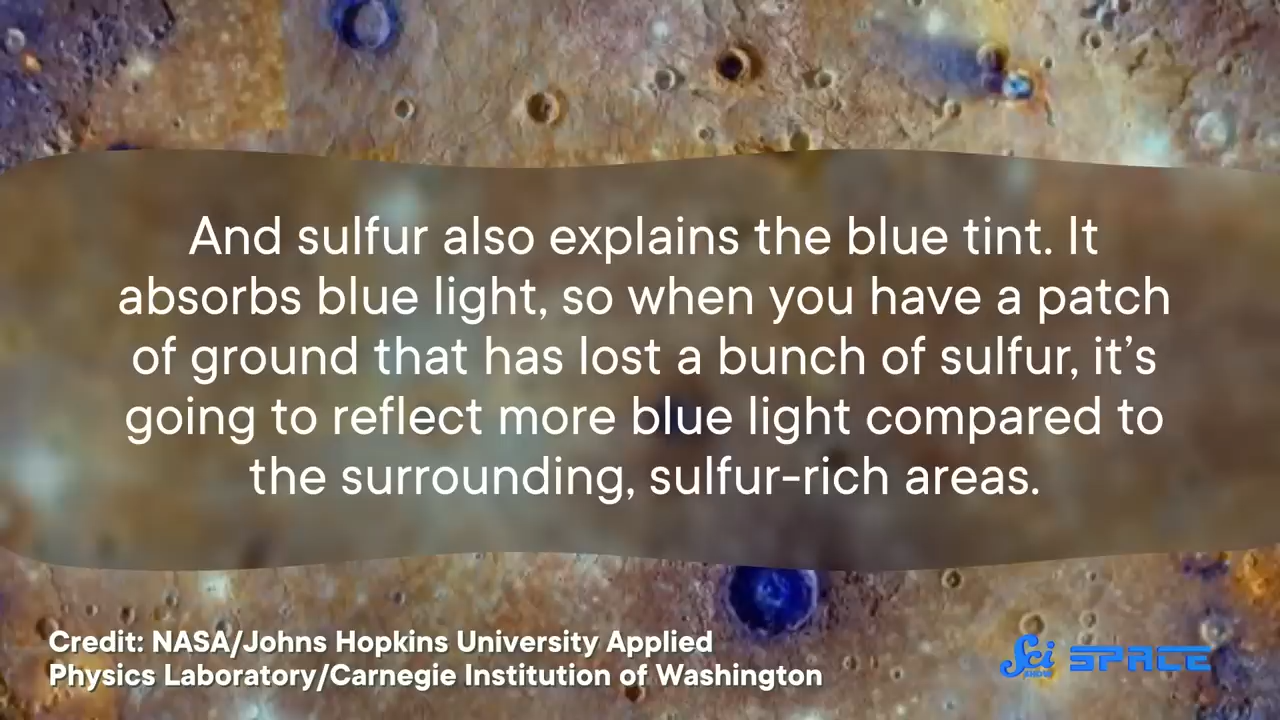 And sulfur also explains the blue tint. It
absorbs blue light, so when you have a patch
of ground that has lost a bunch of sulfur, it’s
going to reflect more blue light compared to
the surrounding, sulfur-rich areas.
Credit: NASA/Johns Hopkins University Applied
Physics Laboratory/Carnegie Institution of Washington
Sci SHOW SPACE